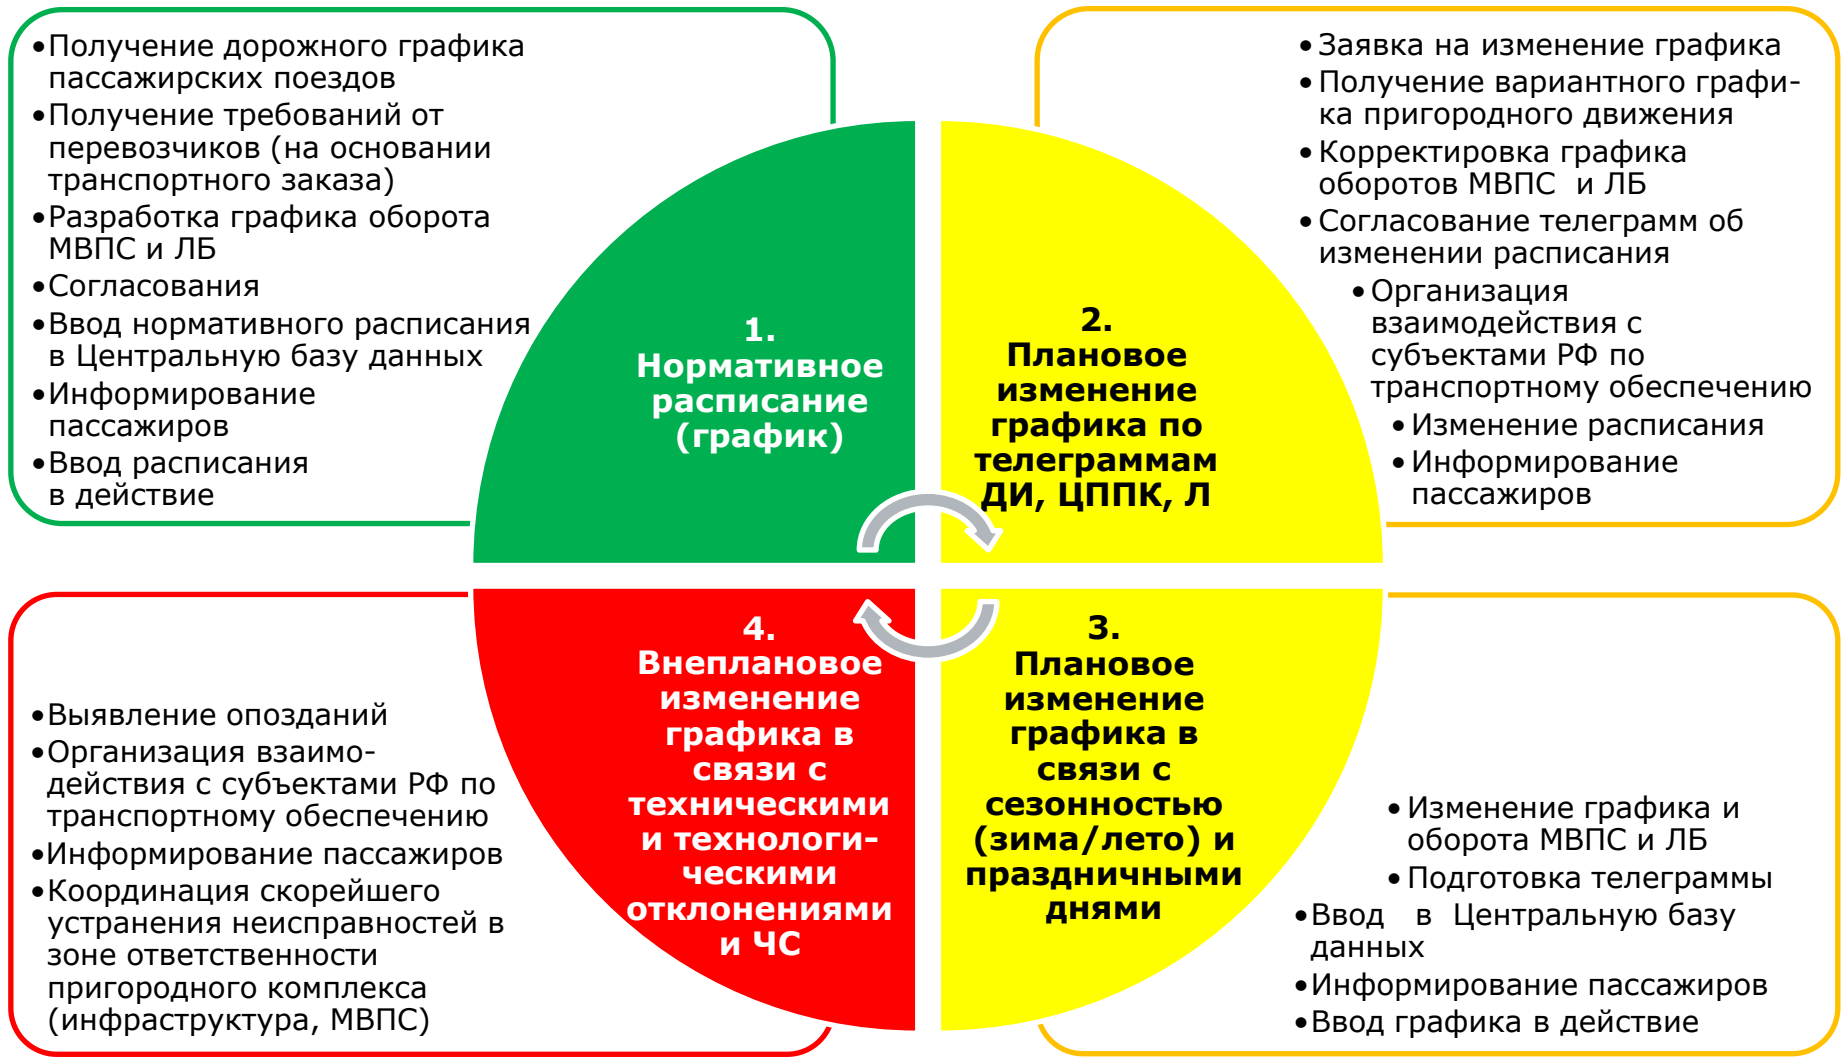 •Получение дорожного графика
пассажирских поездов
•Получение требований от
перевозчиков (на основании
транспортного заказа)
•Разработка графика оборота
МВПС и ЛБ
•Согласования
•Ввод нормативного расписания
в Центральную базу данных
•Информирование
пассажиров
•Ввод расписания
в действие
1.
Нормативное
расписание
(график)
2.
Плановое
изменение
графика по
телеграммам
ДИ, ЦППК, Л
•Заявка на изменение графика
•Получение вариантного графи-
ка пригородного движения
•Корректировка графика
оборотов МВПС и ЛБ
•Согласование телеграмм об
изменении расписания
•Организация
взаимодействия с
субъектами РФ по
транспортному обеспечению
•Изменение расписания
•Информирование
пассажиров
•Выявление опозданий
•Организация взаимо-
действия с субъектами РФ по
транспортному обеспечению
•Информирование пассажиров
•Координация скорейшего
устранения неисправностей в
зоне ответственности
пригородного комплекса
(инфраструктура, МВПС)
4.
Внеплановое
изменение
графика в
связи с
техническими
и технологи-
ческими
отклонениями
и ЧС
3.
Плановое
изменение
графика в
связи с
сезонностью
(зима/лето) и
праздничными
днями
•Изменение графика и
оборота МВПС и ЛБ
•Подготовка телеграммы
•Ввод в Центральную базу
данных
•Информирование пассажиров
•Ввод графика в действие